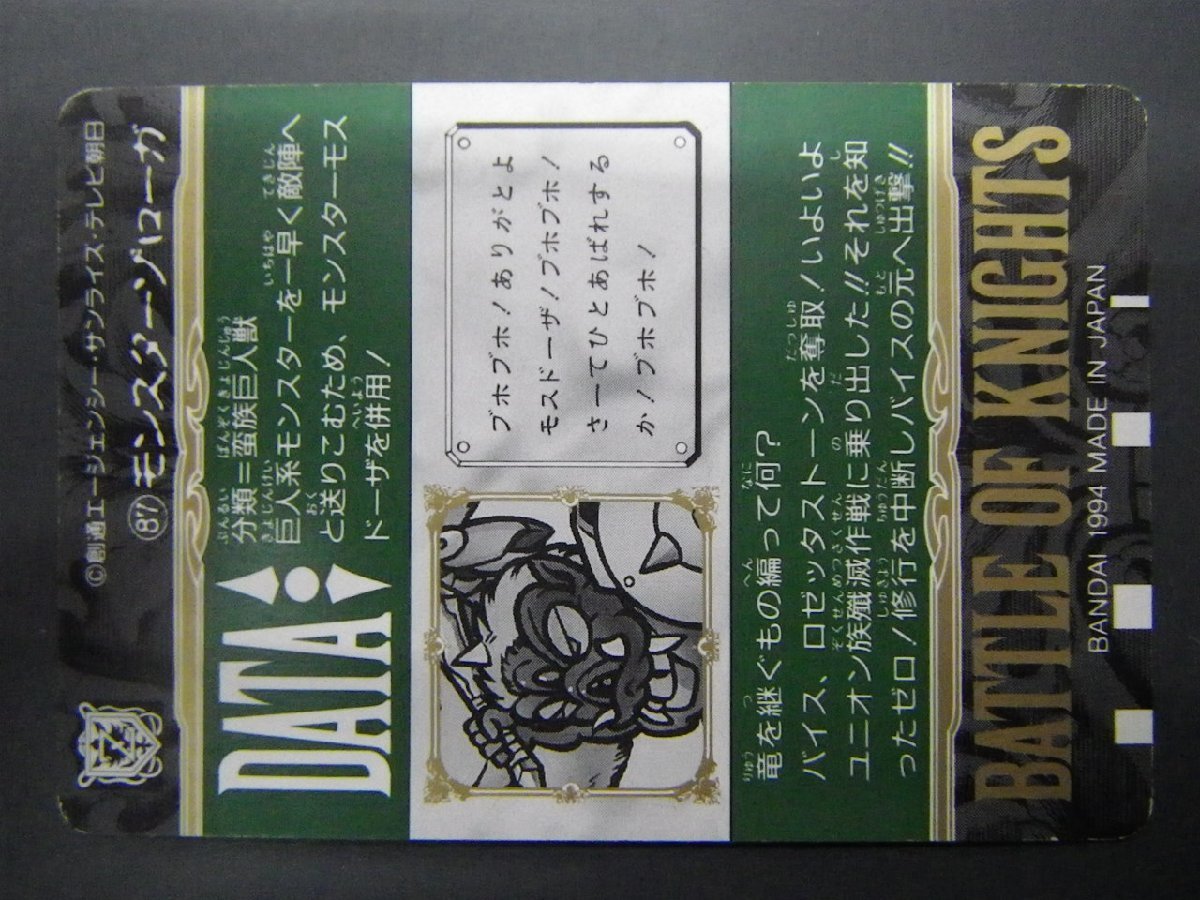 ©創通エージェンシー・サンライズ・テレビ朝日
87 モンスタージャローガ
DATA
分類＝蛮族巨人獣
巨人系モンスターを一早く敵陣へ
と送りこむため、モンスターモス
ドーザを併用！
ブホブホ！ありがとよ
モスドーザ！ブホブホ！
さーてひとあばれする
か！ブホブホ！
竜を継ぐもの編って何？
バイス、ロゼッタストーンを奪取！いよいよ
ユニオン族殲滅作戦に乗り出した!!それを知
ったゼロ！修行を中断しバイスの元へ出撃!!
BATTLE OF KNIGHTS
BANDAI 1994 MADE IN JAPAN